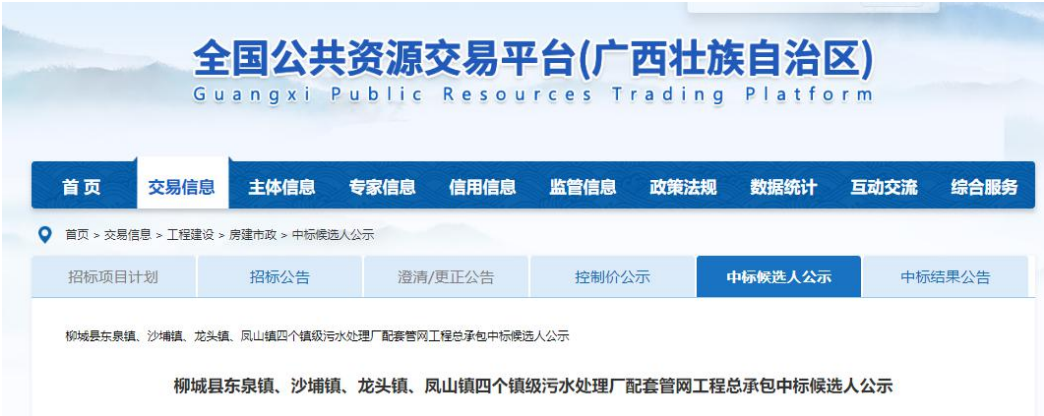 全国公共资源交易平台(广西壮族自治区)
Guangxi Public Resources Trading Platform
首页 交易信息 主体信息 专家信息 信用信息 监管信息 政策法规 数据统计 互动交流 综合服务
首页 > 交易信息 > 工程建设 > 房建市政 > 中标候选人公示
招标项目计划 招标公告 澄清/更正公告 控制价公示 中标候选人公示 中标结果公告
柳城县东泉镇、沙埔镇、龙头镇、凤山镇四个镇级污水处理厂配套管网工程总承包中标候选人公示
柳城县东泉镇、沙埔镇、龙头镇、凤山镇四个镇级污水处理厂配套管网工程总承包中标候选人公示